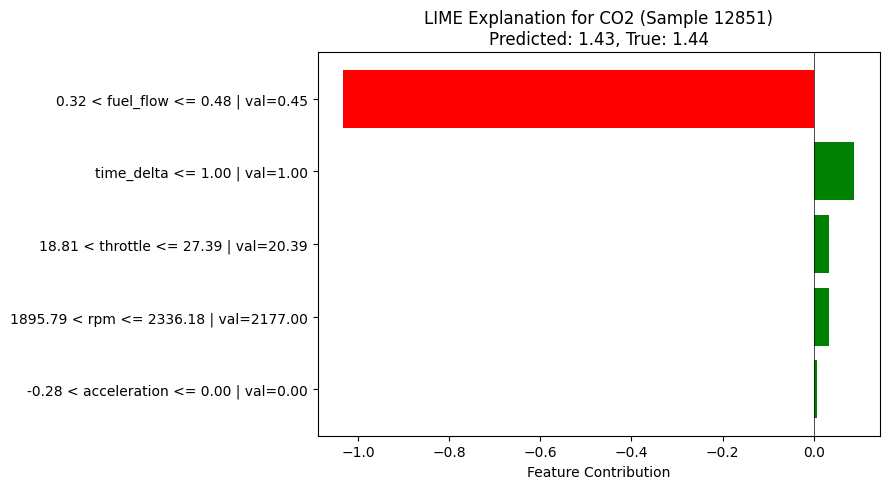 LIME Explanation for CO2 (Sample 12851)
Predicted: 1.43, True: 1.44
0.32 < fuel_flow <= 0.48 | val=0.45
time_delta <= 1.00 | val=1.00
18.81 < throttle <= 27.39 | val=20.39
1895.79 < rpm <= 2336.18 | val=2177.00
-0.28 < acceleration <= 0.00 | val=0.00
−1.0 −0.8 −0.6 −0.4 −0.2 0.0
Feature Contribution